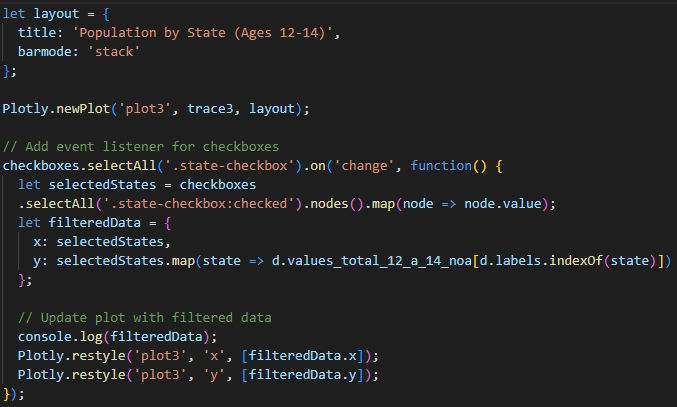 let layout = {
  title: 'Population by State (Ages 12-14)',
  barmode: 'stack'
};

Plotly.newPlot('plot3', trace3, layout);

// Add event listener for checkboxes
checkboxes.selectAll('.state-checkbox').on('change', function() {
  let selectedStates = checkboxes
  .selectAll('.state-checkbox:checked').nodes().map(node => node.value);
  let filteredData = {
    x: selectedStates,
    y: selectedStates.map(state => d.values_total_12_a_14_noa[d.labels.indexOf(state)])
  };

  // Update plot with filtered data
  console.log(filteredData);
  Plotly.restyle('plot3', 'x', [filteredData.x]);
  Plotly.restyle('plot3', 'y', [filteredData.y]);
});